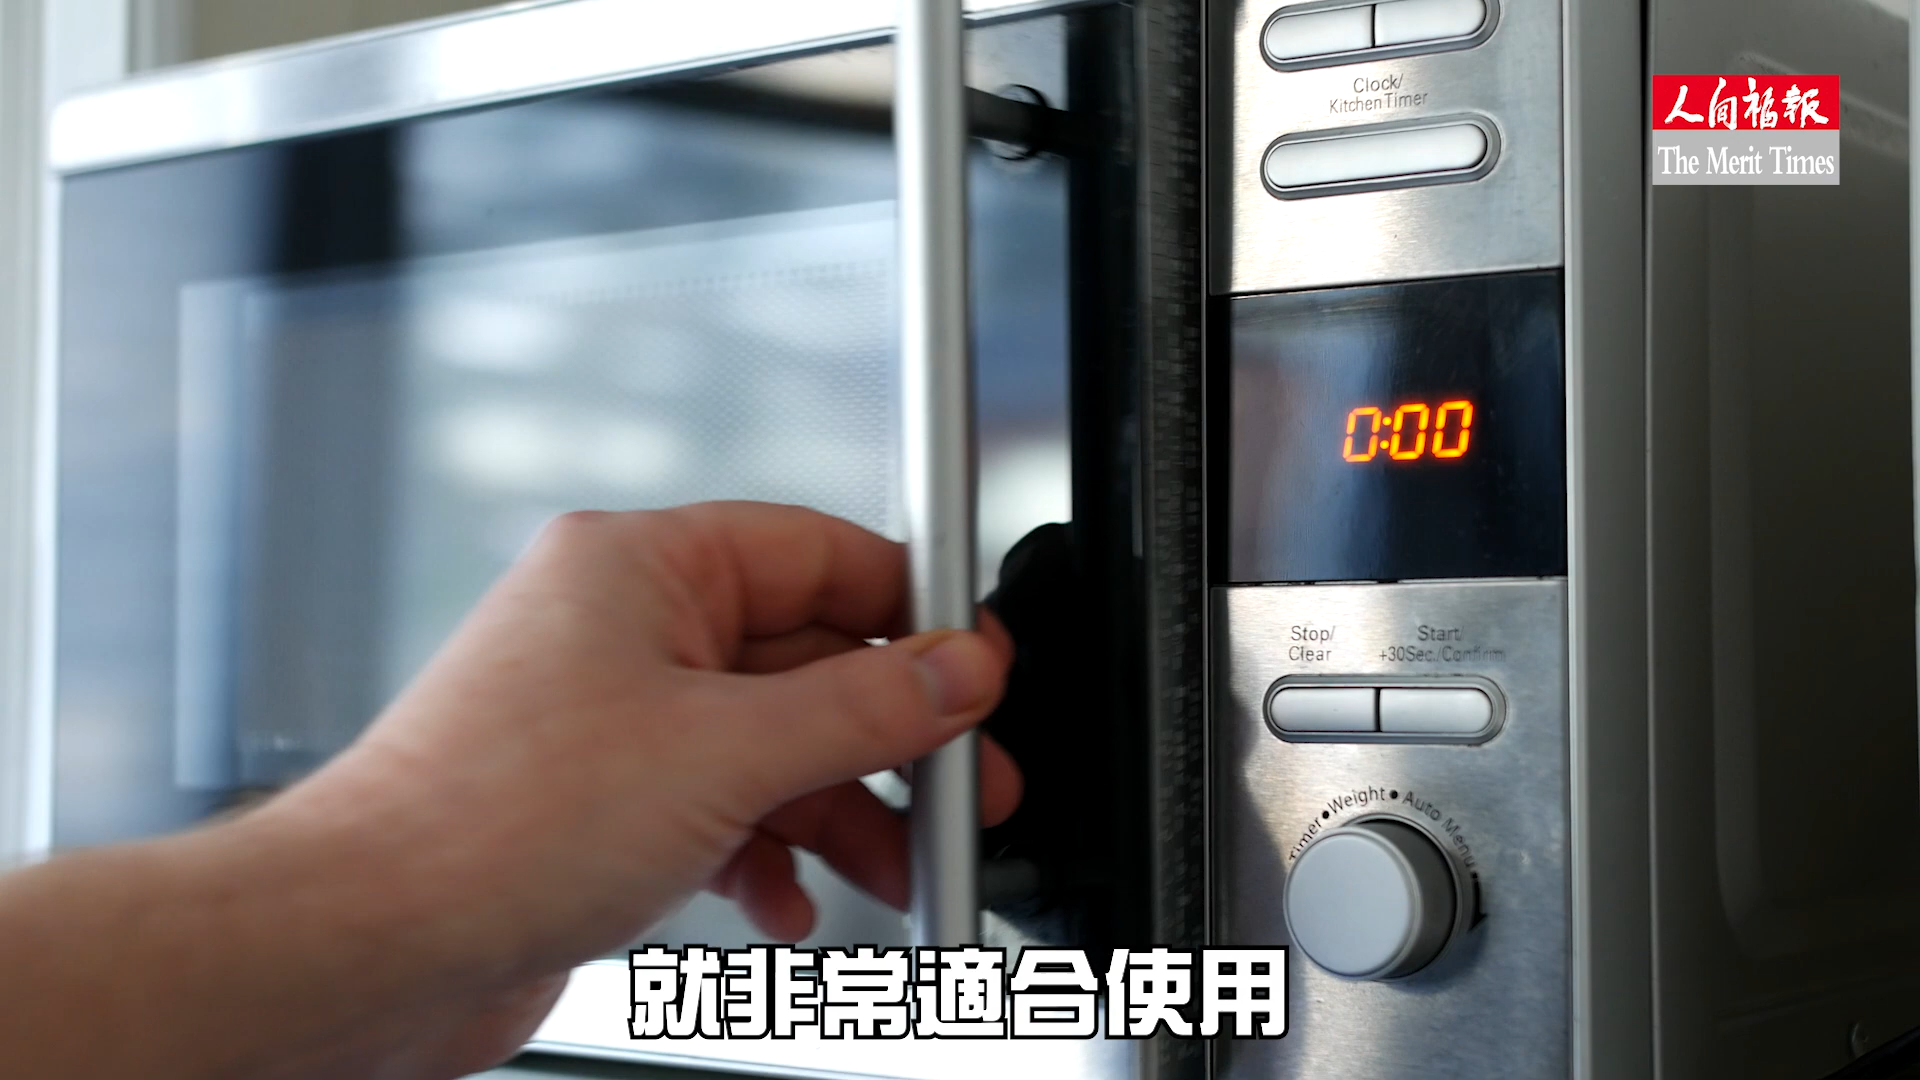 人间福報
The Merit Times
Clock/
Kitchen Timer
0:00
Stop/
Clear
Start/
+30Sec./Confirm
Timer•Weight•Auto Menu•
就非常適合使用